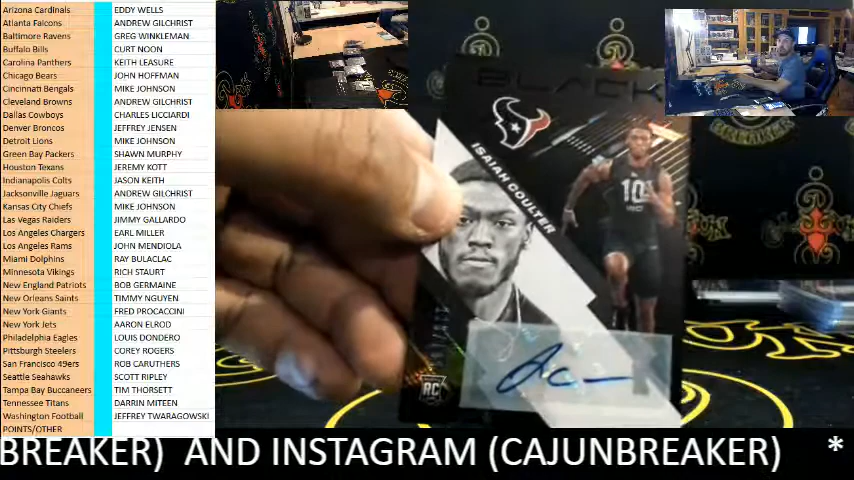 Arizona Cardinals EDDY WELLS
Atlanta Falcons ANDREW GILCHRIST
Baltimore Ravens GREG WINKLEMAN
Buffalo Bills CURT NOON
Carolina Panthers KEITH LEASURE
Chicago Bears JOHN HOFFMAN
Cincinnati Bengals MIKE JOHNSON
Cleveland Browns ANDREW GILCHRIST
Dallas Cowboys CHARLES LICCIARDI
Denver Broncos JEFFREY JENSEN
Detroit Lions MIKE JOHNSON
Green Bay Packers SHAWN MURPHY
Houston Texans JEREMY KOTT
Indianapolis Colts JASON KEITH
Jacksonville Jaguars ANDREW GILCHRIST
Kansas City Chiefs MIKE JOHNSON
Las Vegas Raiders JIMMY GALLARDO
Los Angeles Chargers EARL MILLER
Los Angeles Rams JOHN MENDIOLA
Miami Dolphins RAY BULACLAC
Minnesota Vikings RICH STAURT
New England Patriots BOB GERMAINE
New Orleans Saints TIMMY NGUYEN
New York Giants FRED PROCACCINI
New York Jets AARON ELROD
Philadelphia Eagles LOUIS DONDERO
Pittsburgh Steelers COREY ROGERS
San Francisco 49ers ROB CARUTHERS
Seattle Seahawks SCOTT RIPLEY
Tampa Bay Buccaneers TIM THORSETT
Tennessee Titans DARRIN MITEEN
Washington Football JEFFREY TWARAGOWSKI
POINTS/OTHER
BLACK
ISAIAH COULTER
10
RC
BREAKER) AND INSTAGRAM (CAJUNBREAKER) *